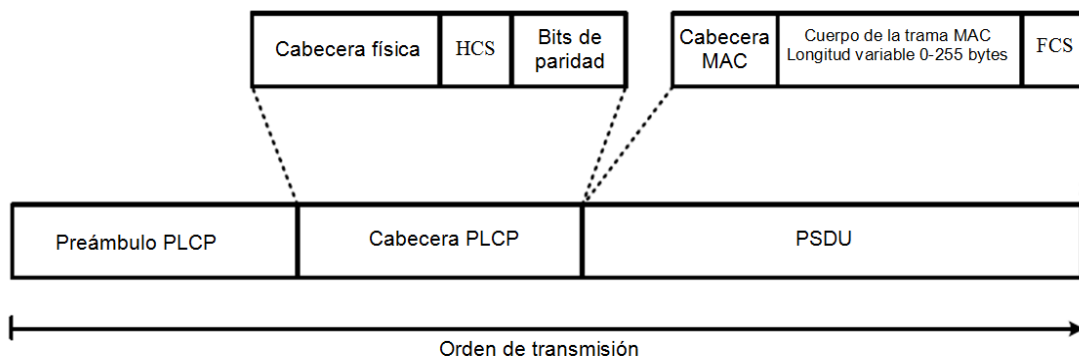 Cabecera física
HCS
Bits de
paridad
Cabecera
MAC
Cuerpo de la trama MAC
Longitud variable 0-255 bytes
FCS
Preámbulo PLCP
Cabecera PLCP
PSDU
Orden de transmisión